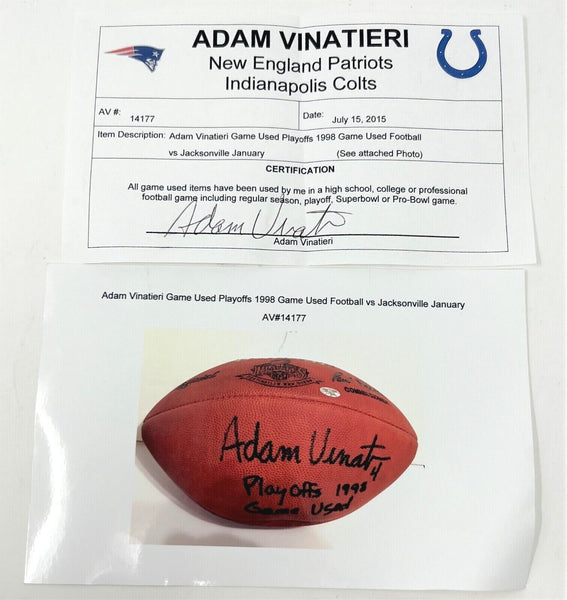 ADAM VINATIERI
New England Patriots
Indianapolis Colts
AV #: 14177 Date: July 15, 2015
Item Description: Adam Vinatieri Game Used Playoffs 1998 Game Used Football
vs Jacksonville January (See attached Photo)
CERTIFICATION
All game used items have been used by me in a high school, college or professional
football game including regular season, playoff, Superbowl or Pro-Bowl game.
Adam Vinatieri
Adam Vinatieri
Adam Vinatieri Game Used Playoffs 1998 Game Used Football vs Jacksonville January
AV#14177
Adam Vinat
4
Playoffs 1998
Game Used